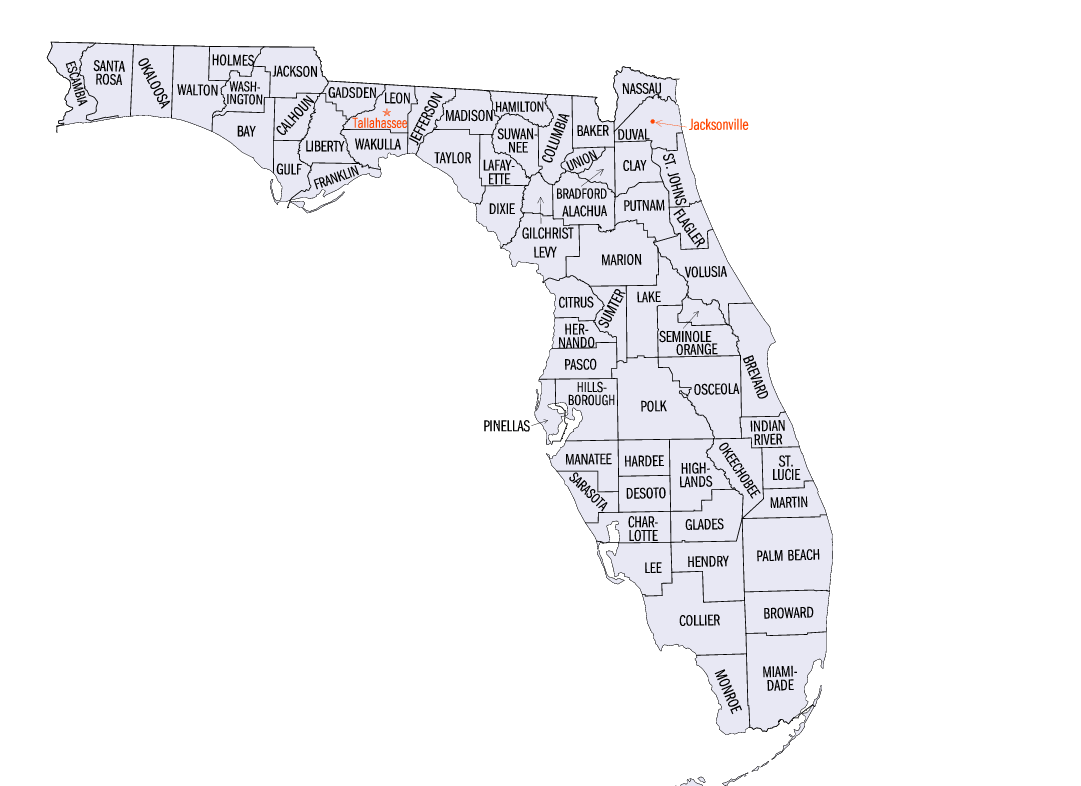 ESCAMBIA
SANTA
ROSA
OKALOOSA
WALTON
HOLMES
WASH-
INGTON
JACKSON
BAY
CALHOUN
GULF
GADSDEN
LIBERTY
FRANKLIN
LEON
Tallahassee
WAKULLA
JEFFERSON
MADISON
TAYLOR
HAMILTON
SUWAN-
NEE
LAFAY-
ETTE
DIXIE
COLUMBIA
BAKER
UNION
BRADFORD
ALACHUA
GILCHRIST
LEVY
NASSAU
DUVAL
Jacksonville
CLAY
ST. JOHNS
PUTNAM
FLAGLER
MARION
VOLUSIA
CITRUS
SUMTER
LAKE
HER-
NANDO
SEMINOLE
ORANGE
PASCO
BREVARD
HILLS-
BOROUGH
PINELLAS
POLK
OSCEOLA
INDIAN
RIVER
MANATEE
HARDEE
HIGH-
LANDS
OKEECHOBEE
ST.
LUCIE
SARASOTA
DESOTO
MARTIN
CHAR-
LOTTE
GLADES
LEE
HENDRY
PALM BEACH
COLLIER
BROWARD
MONROE
MIAMI-
DADE